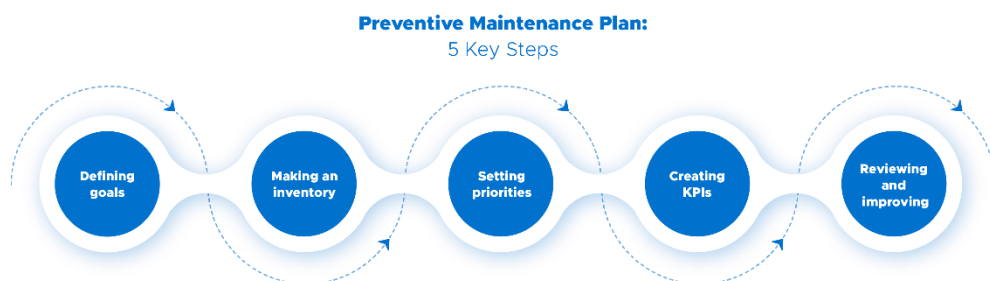 Preventive Maintenance Plan:
5 Key Steps
Defining
goals
Making an
inventory
Setting
priorities
Creating
KPIs
Reviewing
and
improving